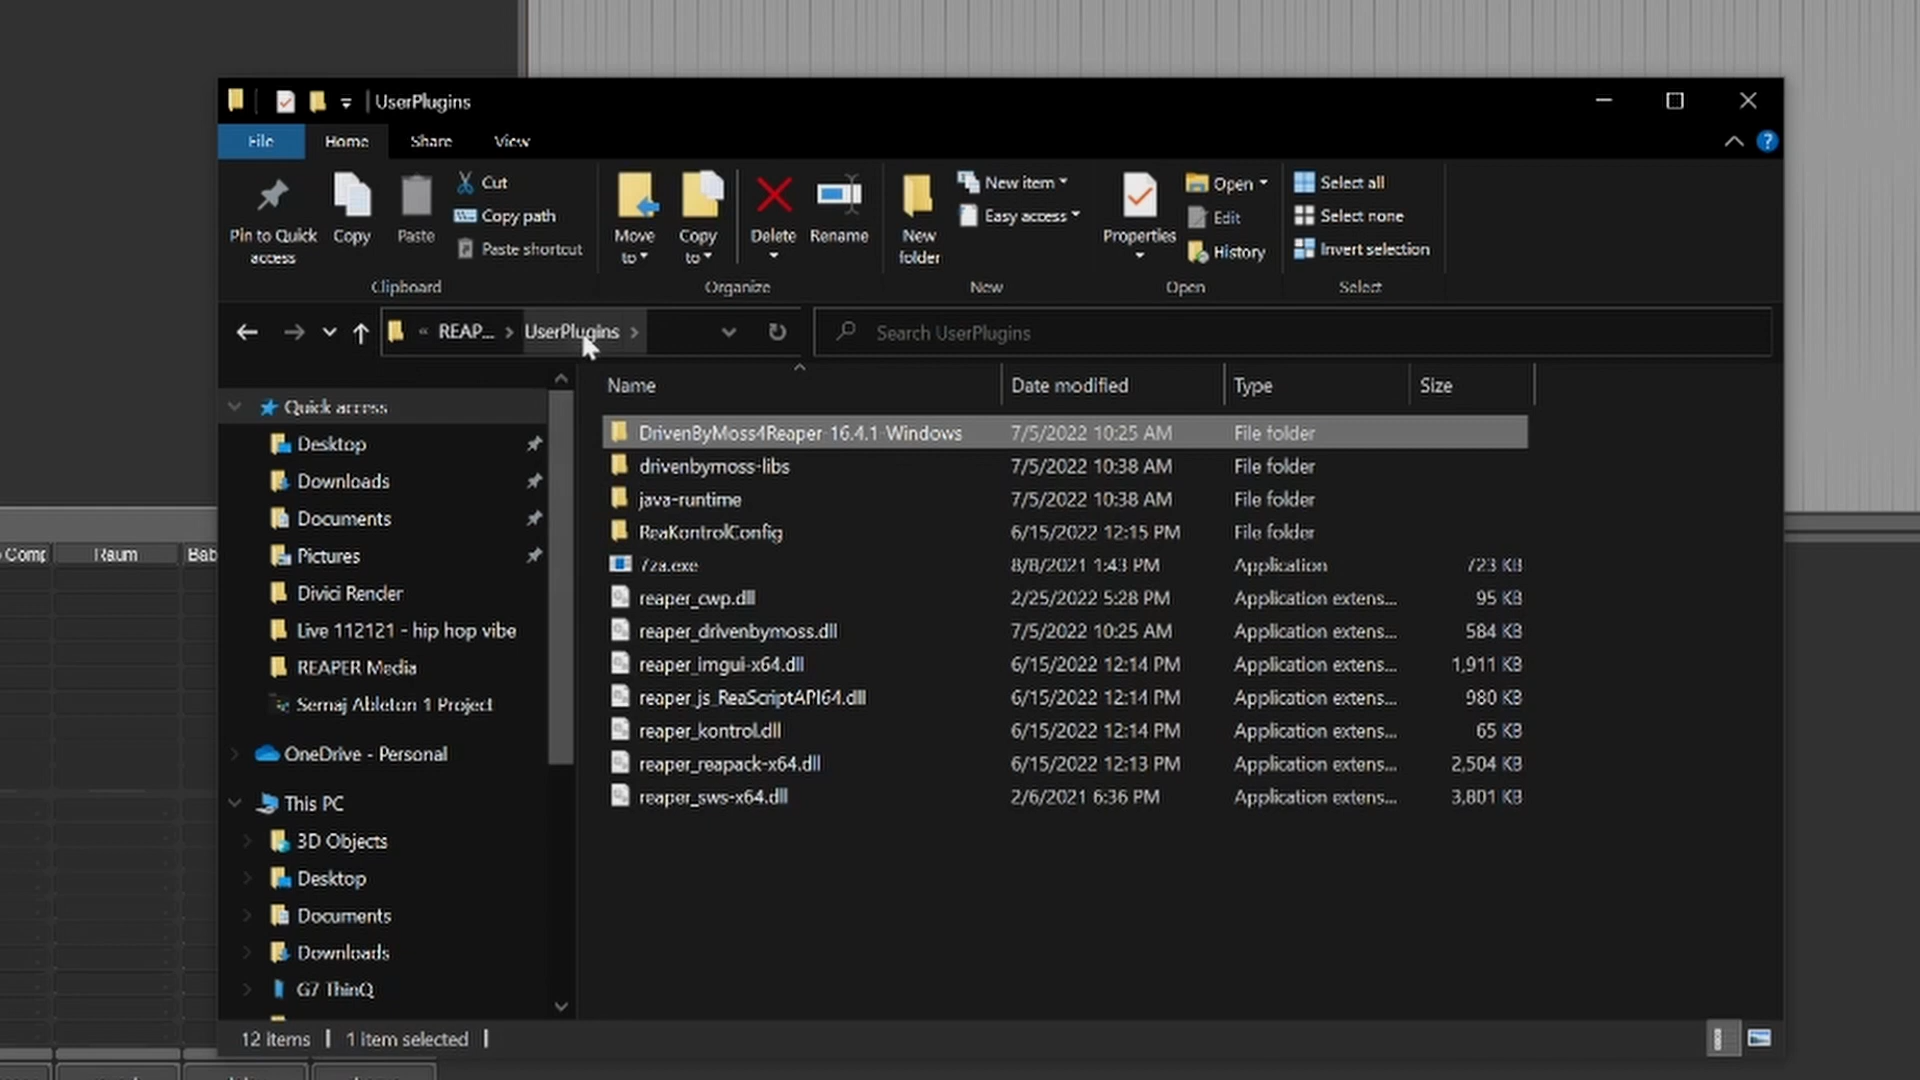 UserPlugins
File Home Share View
Pin to Quick access
Copy
Paste
Cut
Copy path
Paste shortcut
Clipboard
Move to
Copy to
Delete
Rename
Organize
New folder
New item
Easy access
New
Properties
Open
Edit
History
Open
Select all
Select none
Invert selection
Select
« REAP... > UserPlugins >
Search UserPlugins
Quick access
Desktop
Downloads
Documents
Pictures
Divici Render
Live 112121 - hip hop vibe
REAPER Media
Semaj Ableton 1 Project
OneDrive - Personal
This PC
3D Objects
Desktop
Documents
Downloads
G7 ThinQ
Name Date modified Type Size
DrivenByMoss4Reaper-16.4.1-Windows 7/5/2022 10:25 AM File folder
drivenbymoss-libs 7/5/2022 10:38 AM File folder
java-runtime 7/5/2022 10:38 AM File folder
ReaKontrolConfig 6/15/2022 12:15 PM File folder
7za.exe 8/8/2021 1:43 PM Application 723 KB
reaper_cwp.dll 2/25/2022 5:28 PM Application extens... 95 KB
reaper_drivenbymoss.dll 7/5/2022 10:25 AM Application extens... 584 KB
reaper_imgui-x64.dll 6/15/2022 12:14 PM Application extens... 1,911 KB
reaper_js_ReaScriptAPI64.dll 6/15/2022 12:14 PM Application extens... 980 KB
reaper_kontrol.dll 6/15/2022 12:14 PM Application extens... 65 KB
reaper_reapack-x64.dll 6/15/2022 12:13 PM Application extens... 2,504 KB
reaper_sws-x64.dll 2/6/2021 6:36 PM Application extens... 3,801 KB
12 items 1 item selected
Comp Raum Bab